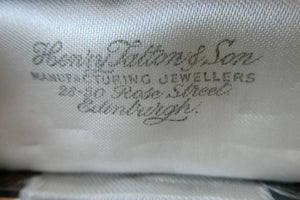 Henry Tatton & Son
MANUFACTURING JEWELLERS
28-30 Rose Street
Edinburgh.